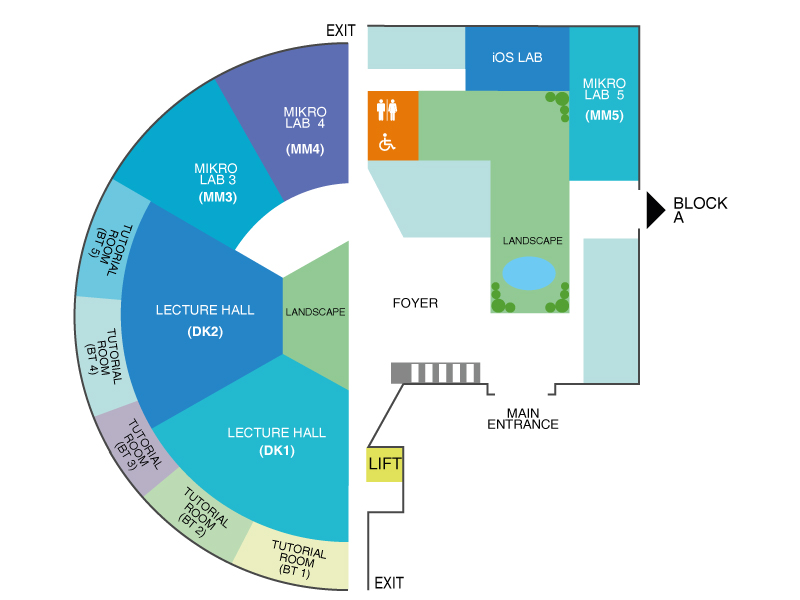 EXIT
iOS LAB
MIKRO
LAB 5
(MM5)
MIKRO
LAB 4
(MM4)
MIKRO
LAB 3
(MM3)
BLOCK
A
TUTORIAL
ROOM
(BT 5)
LANDSCAPE
LECTURE HALL
(DK2)
LANDSCAPE
FOYER
TUTORIAL
ROOM
(BT 4)
MAIN
ENTRANCE
TUTORIAL
ROOM
(BT 3)
LECTURE HALL
(DK1)
LIFT
TUTORIAL
ROOM
(BT 2)
TUTORIAL
ROOM
(BT 1)
EXIT